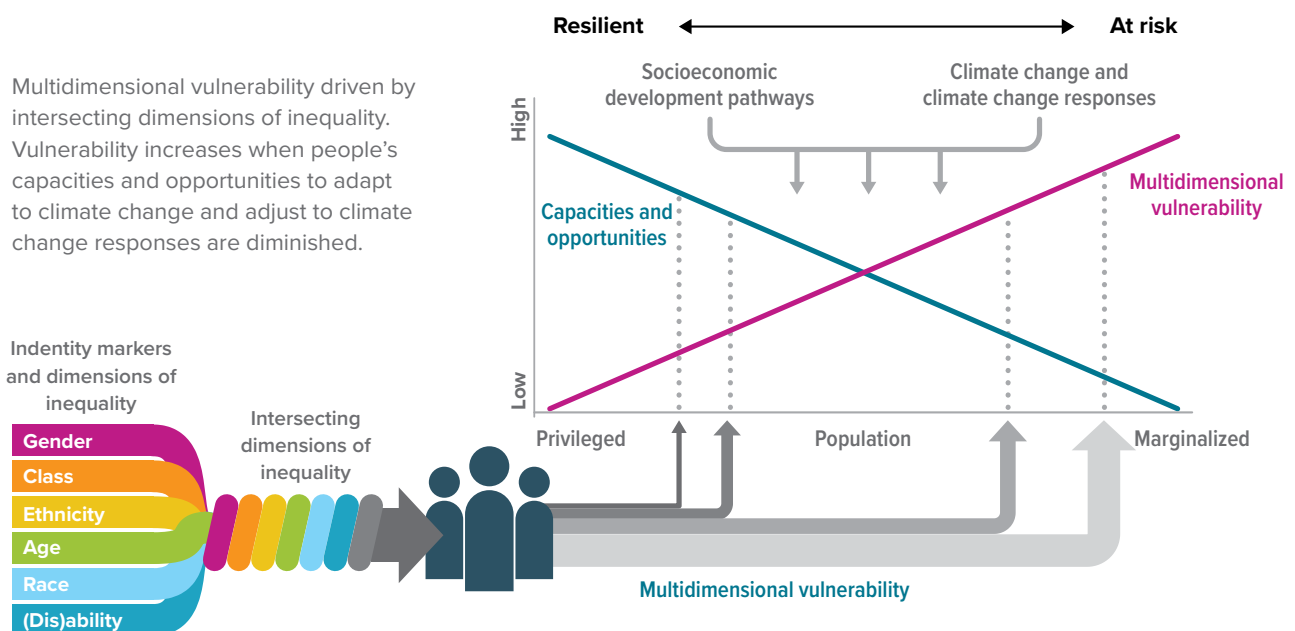 Multidimensional vulnerability driven by
intersecting dimensions of inequality.
Vulnerability increases when people's
capacities and opportunities to adapt
to climate change and adjust to climate
change responses are diminished.
Resilient
At risk
Socioeconomic
development pathways
Climate change and
climate change responses
High
Low
Capacities and
opportunities
Multidimensional
vulnerability
Privileged
Population
Marginalized
Indentity markers
and dimensions of
inequality
Gender
Class
Ethnicity
Age
Race
(Dis)ability
Intersecting
dimensions of
inequality
Multidimensional vulnerability